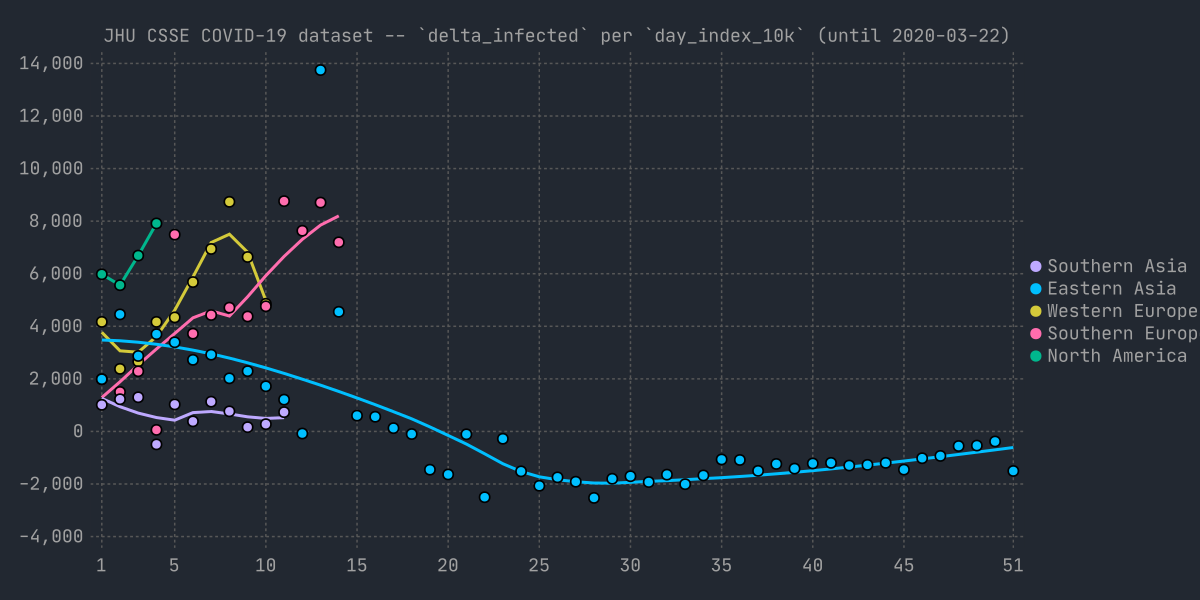 JHU CSSE COVID-19 dataset -- `delta_infected` per `day_index_10k` (until 2020-03-22)
14,000
12,000
10,000
8,000
6,000
4,000
2,000
0
-2,000
-4,000
1 5 10 15 20 25 30 35 40 45 51
Southern Asia
Eastern Asia
Western Europe
Southern Europ
North America